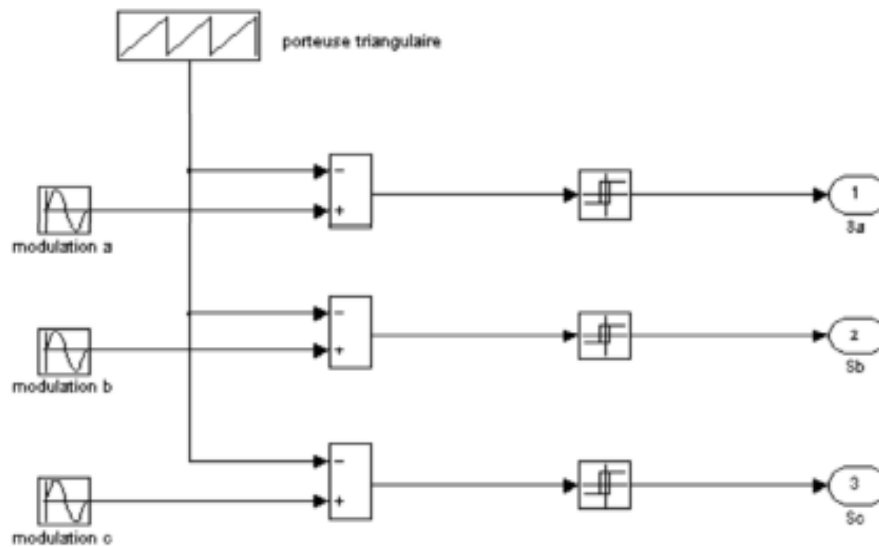 porteuse triangulaire
−
+
1
Sa
modulation a
−
+
2
Sb
modulation b
−
+
3
Sc
modulation c